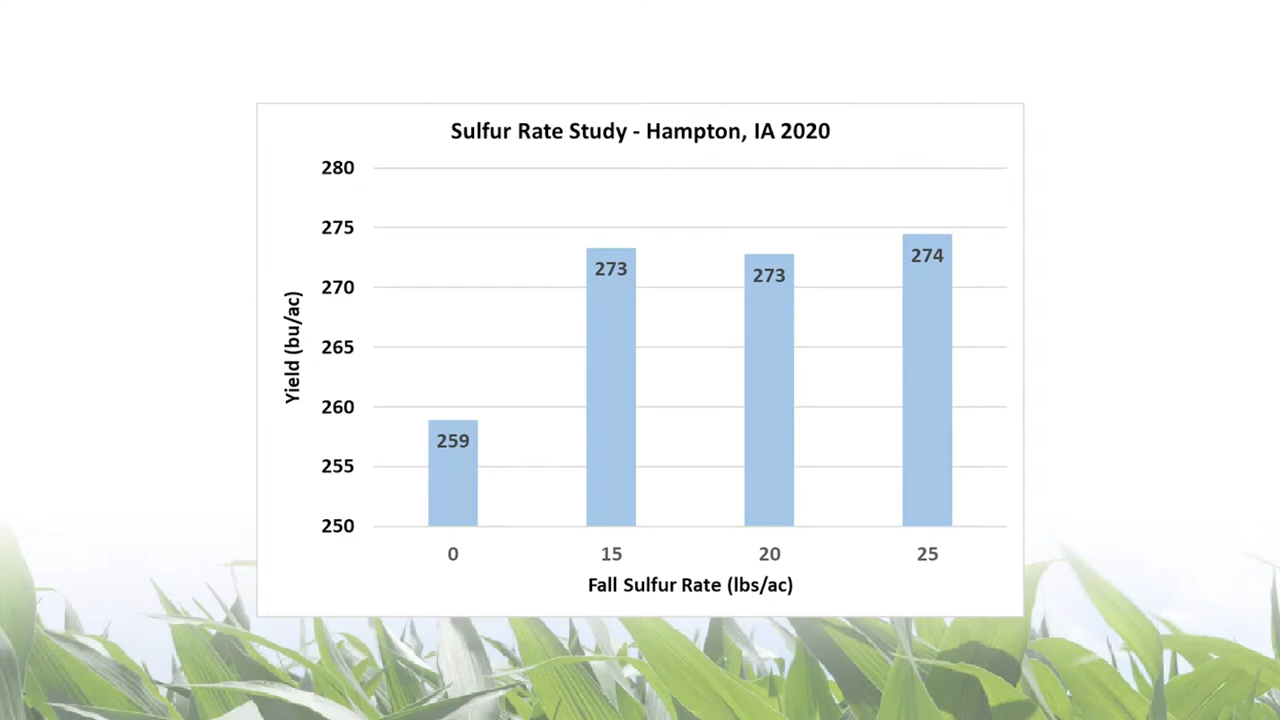 Sulfur Rate Study - Hampton, IA 2020
280
275
270
265
260
255
250
Yield (bu/ac)
259
273
273
274
0 15 20 25
Fall Sulfur Rate (lbs/ac)